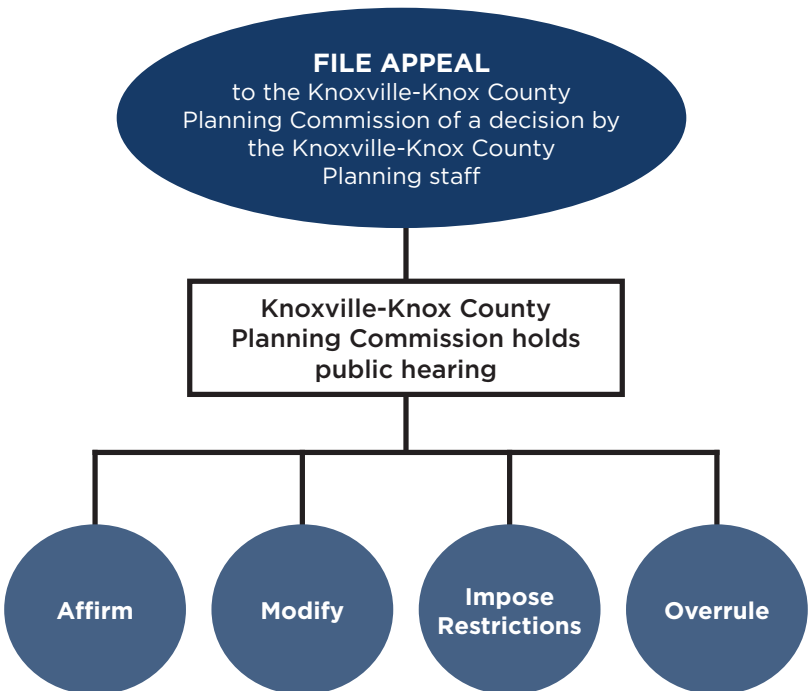 FILE APPEAL
to the Knoxville-Knox County
Planning Commission of a decision by
the Knoxville-Knox County
Planning staff
Knoxville-Knox County
Planning Commission holds
public hearing
Affirm
Modify
Impose
Restrictions
Overrule